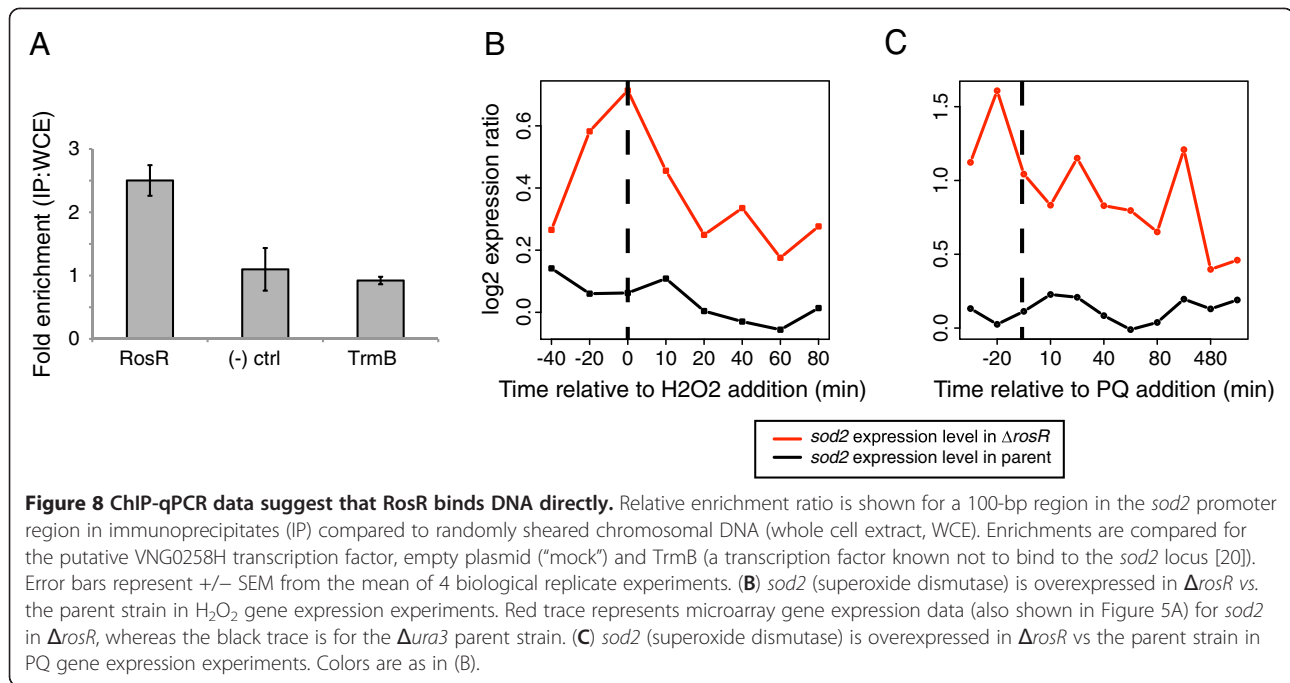 A
Fold enrichment (IP:WCE)
3
2
1
0
RosR
(-) ctrl
TrmB
B
log2 expression ratio
0.6
0.4
0.2
0.0
-40 -20 0 10 20 40 60 80
Time relative to H2O2 addition (min)
C
1.5
1.0
0.5
0.0
-20 10 40 80 480
Time relative to PQ addition (min)
sod2 expression level in ΔrosR
sod2 expression level in parent
Figure 8 ChIP-qPCR data suggest that RosR binds DNA directly. Relative enrichment ratio is shown for a 100-bp region in the sod2 promoter
region in immunoprecipitates (IP) compared to randomly sheared chromosomal DNA (whole cell extract, WCE). Enrichments are compared for
the putative VNG0258H transcription factor, empty plasmid (“mock”) and TrmB (a transcription factor known not to bind to the sod2 locus [20]).
Error bars represent +/− SEM from the mean of 4 biological replicate experiments. (B) sod2 (superoxide dismutase) is overexpressed in ΔrosR vs.
the parent strain in H₂O₂ gene expression experiments. Red trace represents microarray gene expression data (also shown in Figure 5A) for sod2
in ΔrosR, whereas the black trace is for the Δura3 parent strain. (C) sod2 (superoxide dismutase) is overexpressed in ΔrosR vs the parent strain in
PQ gene expression experiments. Colors are as in (B).